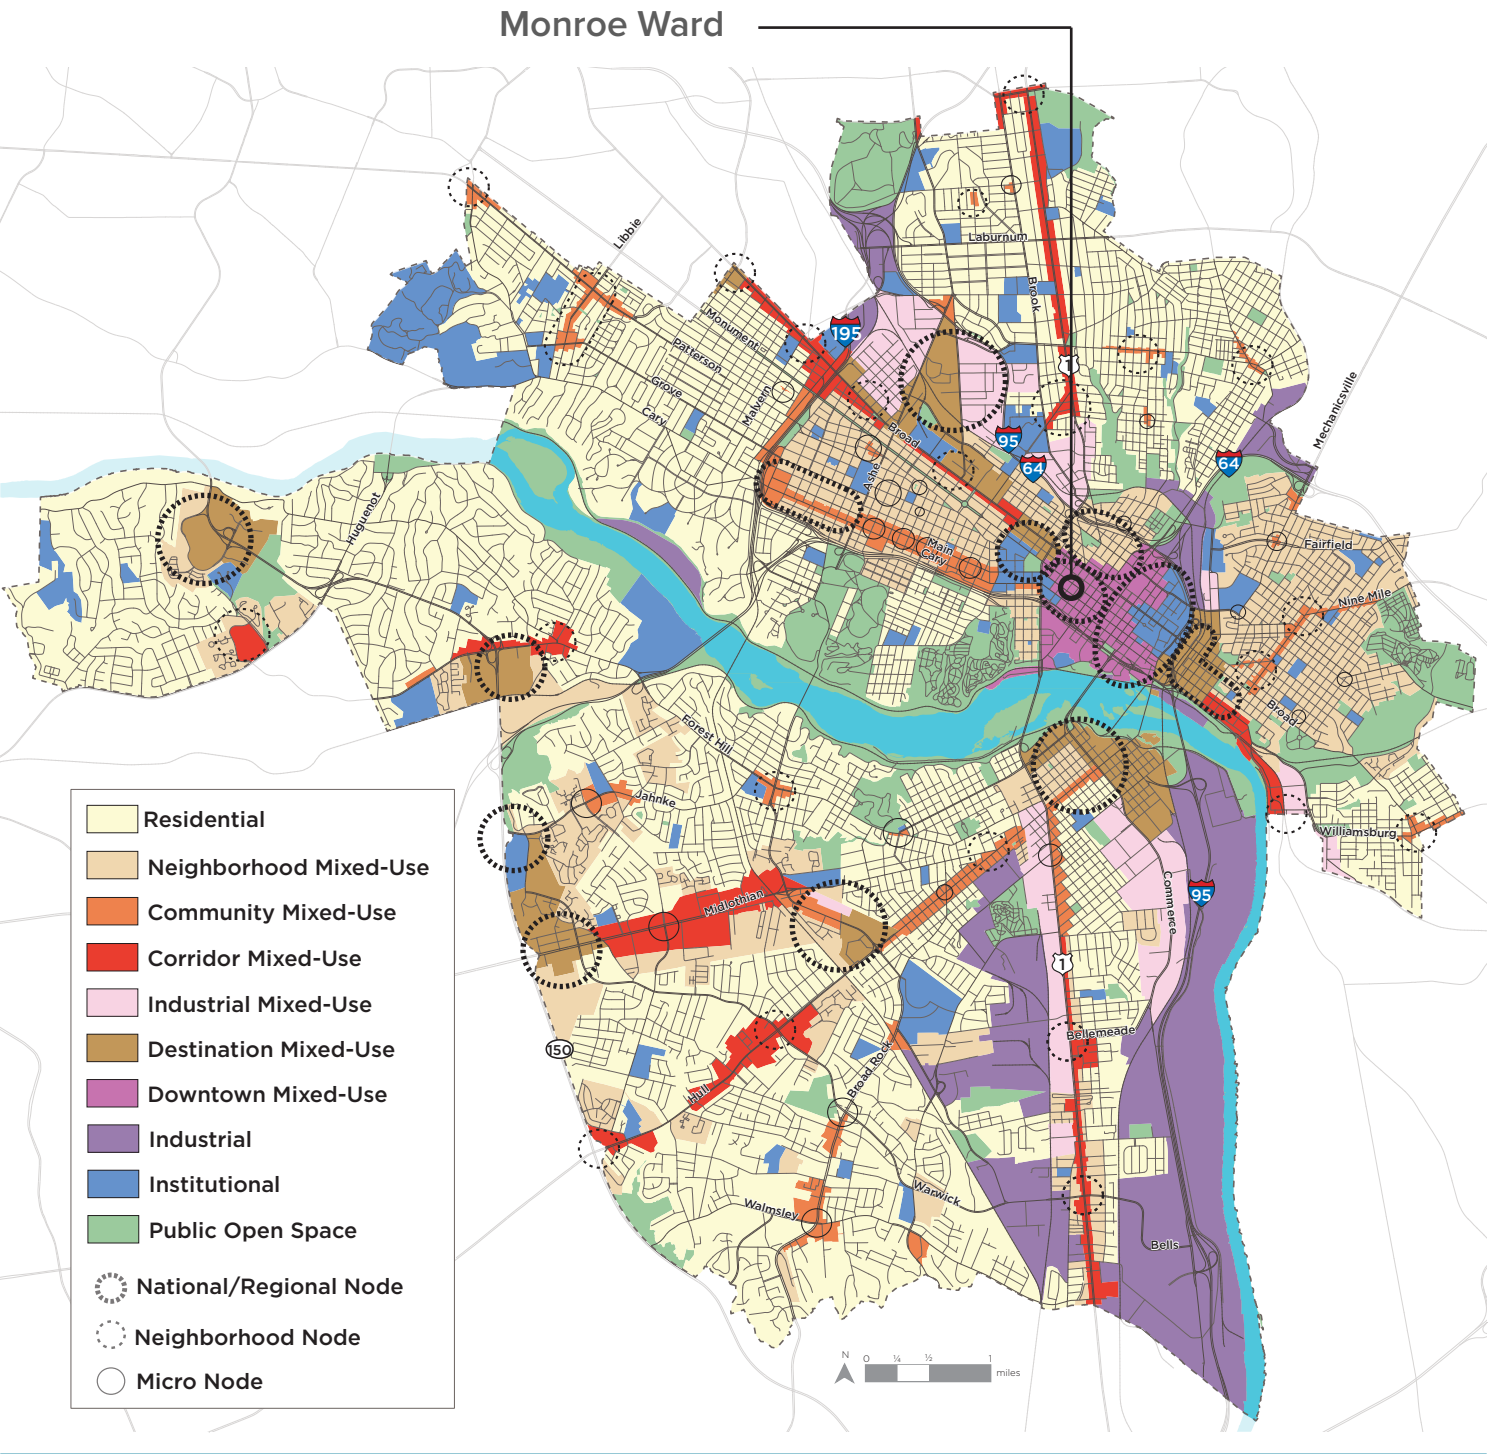 Monroe Ward
Libbie
Laburnum
Brook
Monument
195
Patterson
1
Grove
Malvern
Cary
Mechanicsville
Broad
95
64
64
Ashe
Huguenot
Main
Cary
Fairfield
Nine Mile
Broad
Forest Hill
Jahnke
Williamsburg
Commerce
95
Midlothian
1
Bellemeade
150
Broad Rock
Hull
Warwick
Walmsley
Bells
Residential
Neighborhood Mixed-Use
Community Mixed-Use
Corridor Mixed-Use
Industrial Mixed-Use
Destination Mixed-Use
Downtown Mixed-Use
Industrial
Institutional
Public Open Space
National/Regional Node
Neighborhood Node
Micro Node
N
0 ¼ ½ 1
miles